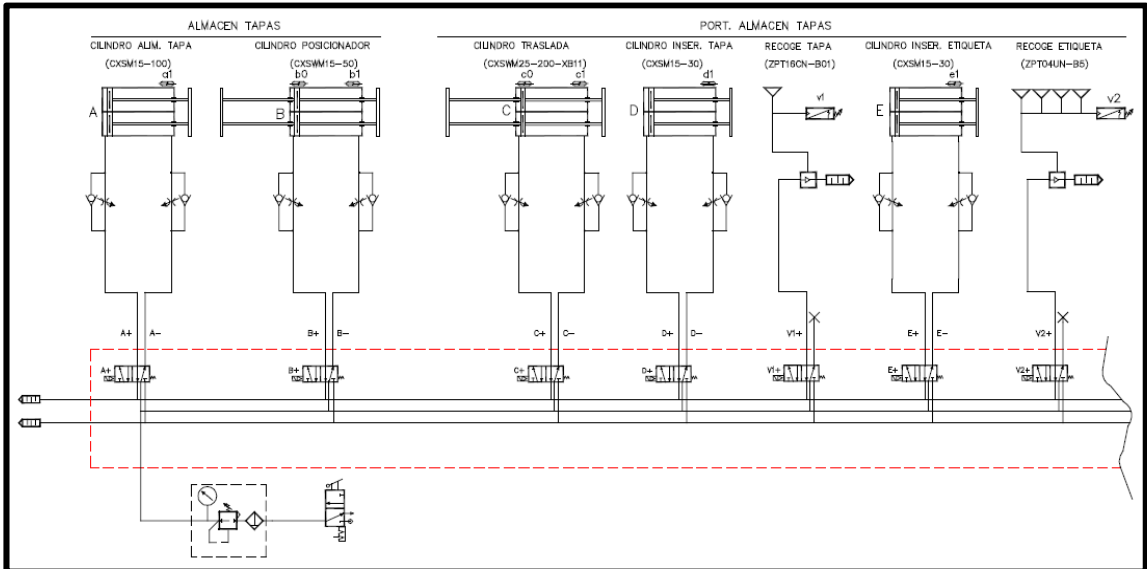 ALMACEN TAPAS
PORT. ALMACEN TAPAS
CILINDRO ALIM. TAPA
CILINDRO POSICIONADOR
CILINDRO TRASLADA
CILINDRO INSER. TAPA
RECOGE TAPA
CILINDRO INSER. ETIQUETA
RECOGE ETIQUETA
(CXSM15-100)
(CXSWM15-50)
(CXSWM25-200-XB11)
(CXSM15-30)
(ZPT16CN-B01)
(CXSM15-30)
(ZPT04UN-B5)
a1
b0
b1
c0
c1
d1
e1
v1
v2
A
B
C
D
E
A+
A-
B+
B-
C+
C-
D+
D-
V1+
E+
E-
V2+
A+
B+
C+
D+
V1+
E+
V2+